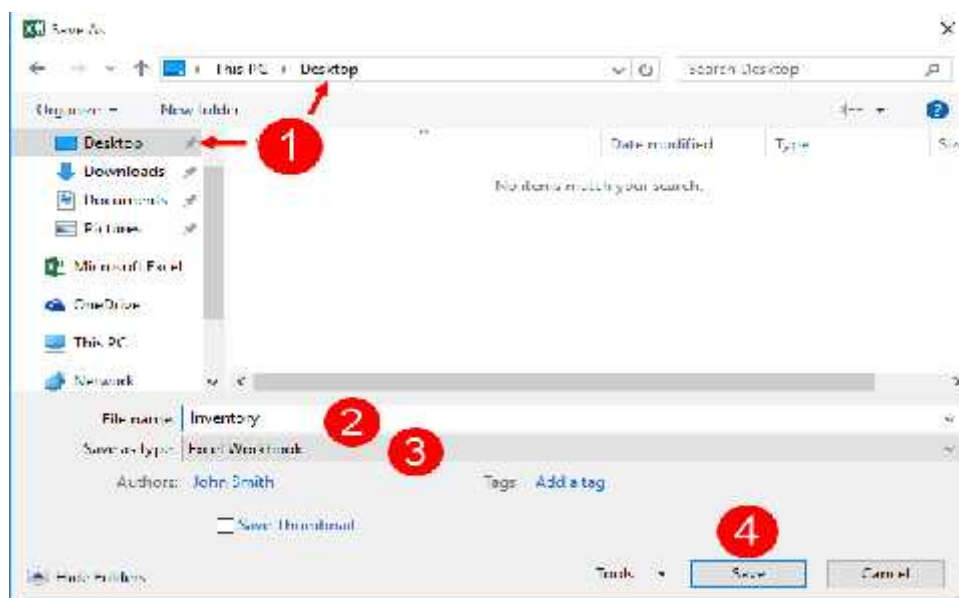 Save As
This PC Desktop
Search Desktop
Organize New folder
1
Desktop
Date modified Type Size
Downloads
No items match your search.
Documents
Pictures
Microsoft Excel
OneDrive
This PC
Network
File name: Inventory
2
Save as type: Excel Workbook
3
Authors: John Smith Tags: Add a tag
Save Thumbnail
4
Hide Folders
Tools Save Cancel